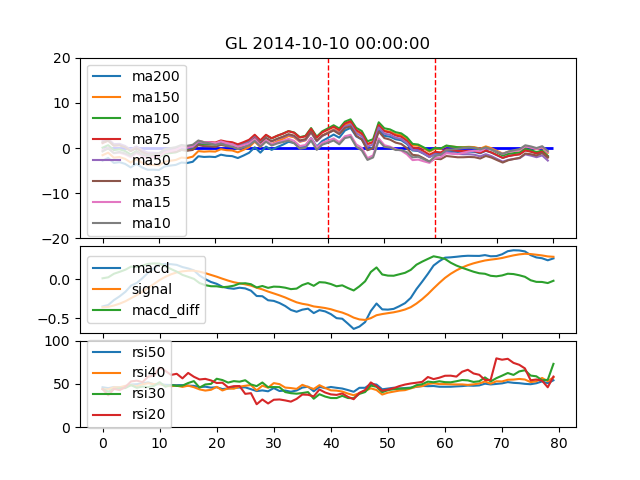 GL 2014-10-10 00:00:00
20
10
0
−10
−20
ma200
ma150
ma100
ma75
ma50
ma35
ma15
ma10
0.0
−0.5
macd
signal
macd_diff
100
50
0
rsi50
rsi40
rsi30
rsi20
0 10 20 30 40 50 60 70 80